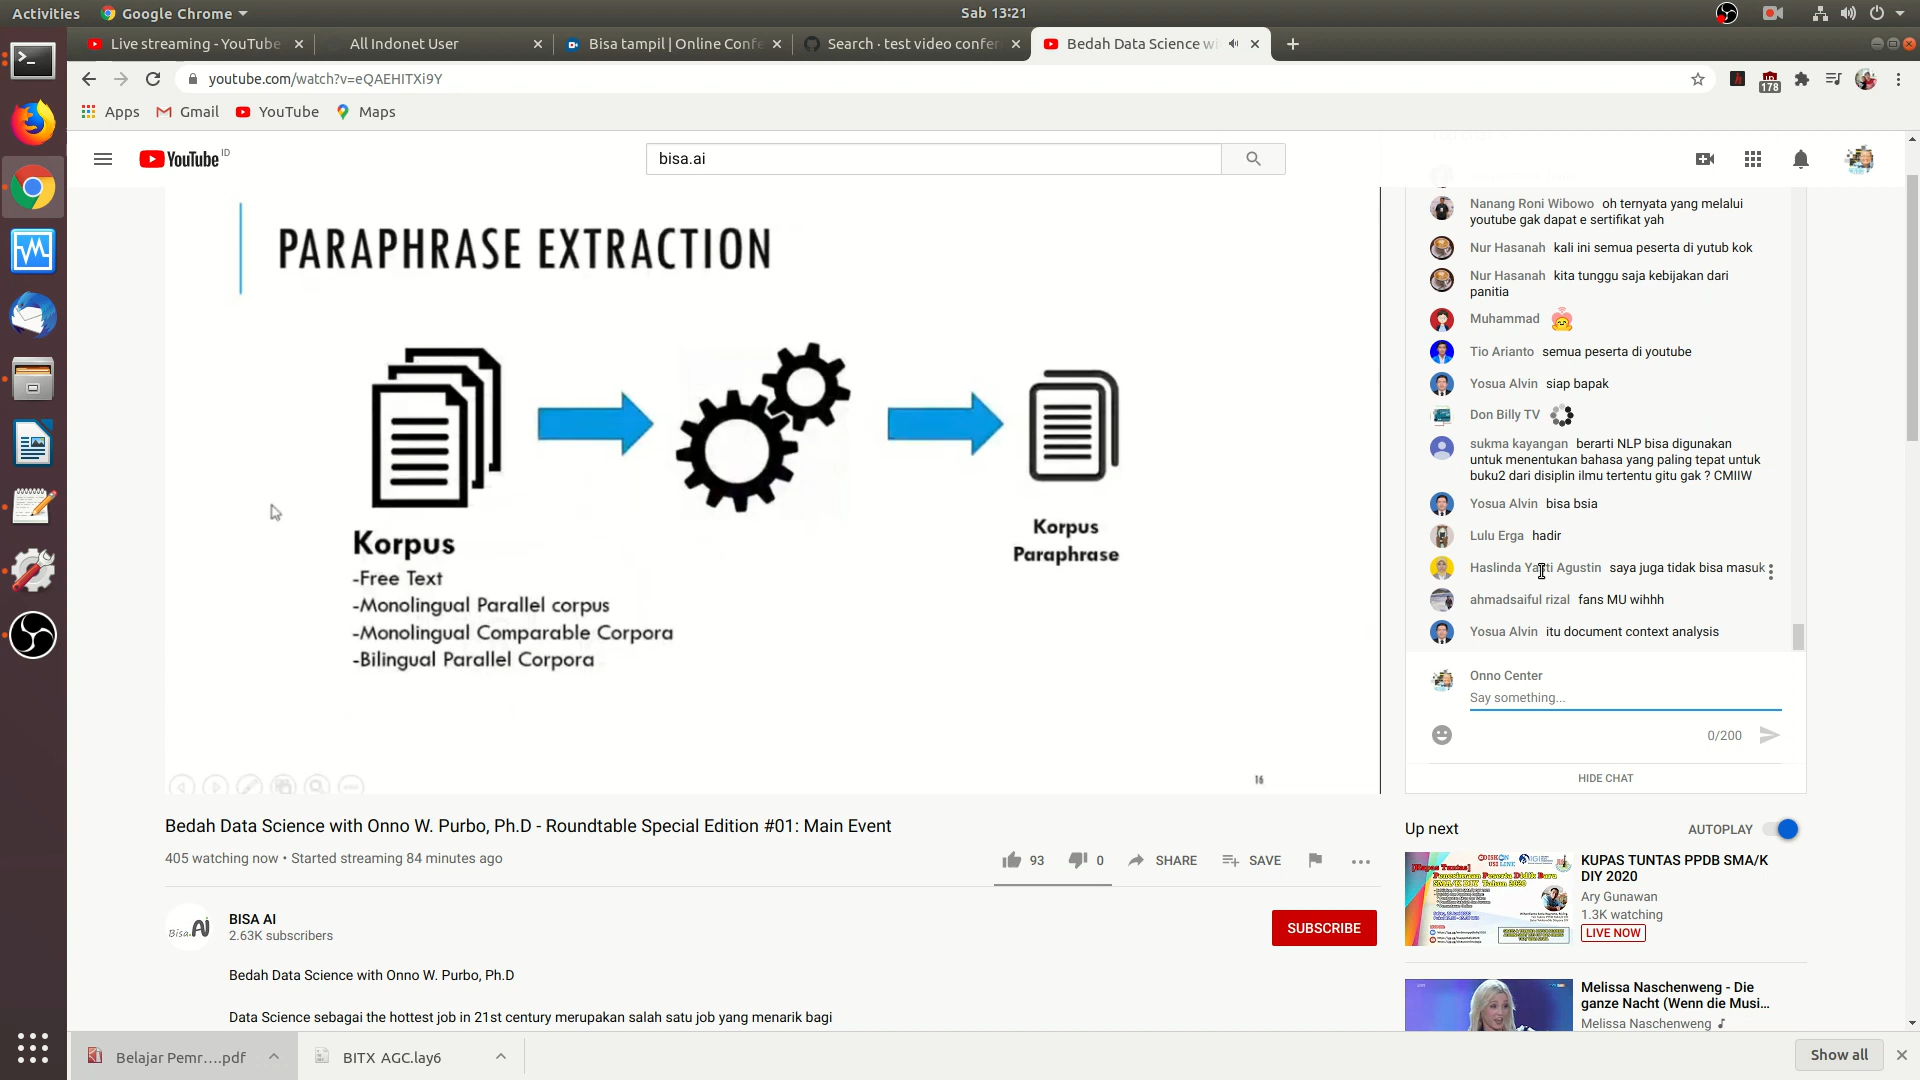 Activities
Google Chrome
Sab 13:21
Live streaming - YouTube
All Indonet User
Bisa tampil | Online Confe
Search · test video confer
Bedah Data Science wi
youtube.com/watch?v=eQAEHITXi9Y
178
Apps
Gmail
YouTube
Maps
YouTube ID
bisa.ai
PARAPHRASE EXTRACTION
Korpus
-Free Text
-Monolingual Parallel corpus
-Monolingual Comparable Corpora
-Bilingual Parallel Corpora
Korpus
Paraphrase
16
Nanang Roni Wibowo oh ternyata yang melalui
youtube gak dapat e sertifikat yah
Nur Hasanah kali ini semua peserta di yutub kok
Nur Hasanah kita tunggu saja kebijakan dari
panitia
Muhammad
Tio Arianto semua peserta di youtube
Yosua Alvin siap bapak
Don Billy TV
sukma kayangan berarti NLP bisa digunakan
untuk menentukan bahasa yang paling tepat untuk
buku2 dari disiplin ilmu tertentu gitu gak ? CMIIW
Yosua Alvin bisa bsia
Lulu Erga hadir
Haslinda Agustin saya juga tidak bisa masuk
ahmadsaiful rizal fans MU wihhh
Yosua Alvin itu document context analysis
Onno Center
Say something...
0/200
HIDE CHAT
Bedah Data Science with Onno W. Purbo, Ph.D - Roundtable Special Edition #01: Main Event
405 watching now • Started streaming 84 minutes ago
93
0
SHARE
SAVE
Bisa.AI
BISA AI
2.63K subscribers
SUBSCRIBE
Bedah Data Science with Onno W. Purbo, Ph.D
Data Science sebagai the hottest job in 21st century merupakan salah satu job yang menarik bagi
Up next
AUTOPLAY
KUPAS TUNTAS PPDB SMA/K
DIY 2020
Ary Gunawan
1.3K watching
LIVE NOW
Melissa Naschenweng - Die
ganze Nacht (Wenn die Musi...
Melissa Naschenweng
Belajar Pemr....pdf
BITX AGC.lay6
Show all